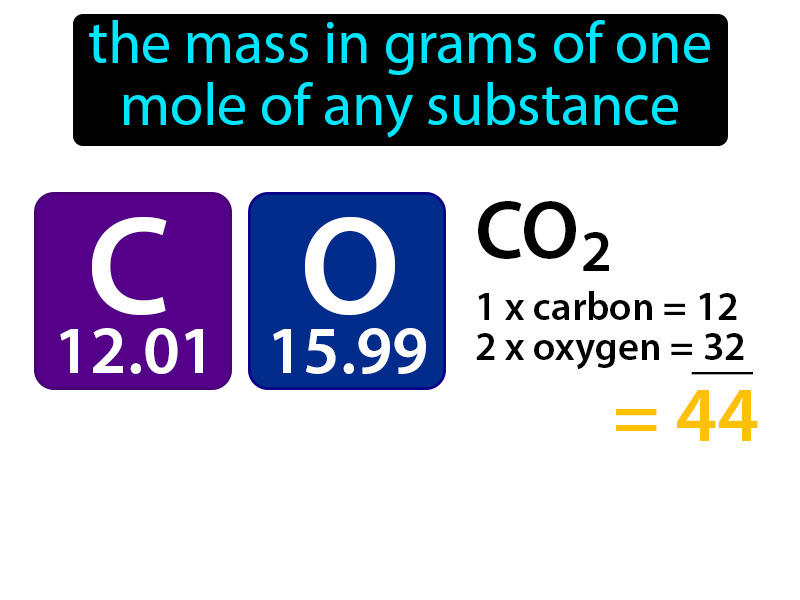 the mass in grams of one
mole of any substance
C
12.01
O
15.99
CO₂
1 x carbon = 12
2 x oxygen = 32
= 44